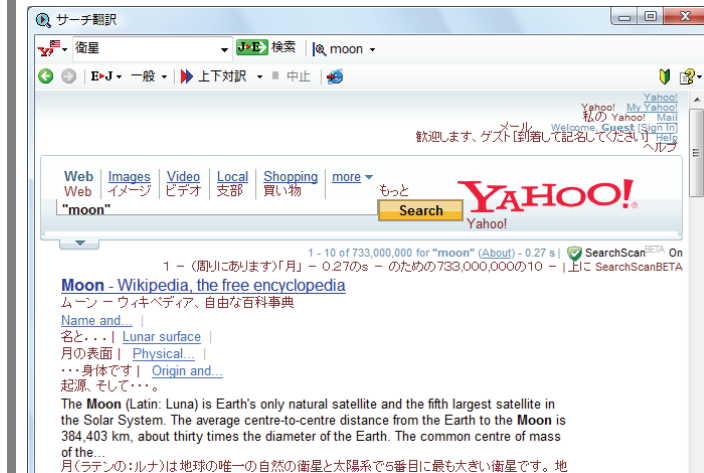 サーチ翻訳
衛星 J▸E▸ 検索 moon
E▸J 一般 上下対訳 中止
Yahoo!
Yahoo! My Yahoo!
私の Yahoo! Mail
メール Welcome, Guest [Sign In]
歓迎します、ゲスト[到着して記名してください] Help
ヘルプ
Web Images Video Local Shopping more
Web イメージ ビデオ 支部 買い物 もっと
"moon" Search YAHOO!
Yahoo!
1 - 10 of 733,000,000 for "moon" (About) - 0.27 s | SearchScanBETA On
1 － (周りにあります)「月」 － 0.27のs － のための733,000,000の10 － | 上に SearchScanBETA
Moon - Wikipedia, the free encyclopedia
ムーン － ウィキペディア、自由な百科事典
Name and... |
名と・・・| Lunar surface |
月の表面 | Physical... |
・・・身体です | Origin and...
起源、そして・・・。
The Moon (Latin: Luna) is Earth's only natural satellite and the fifth largest satellite in
the Solar System. The average centre-to-centre distance from the Earth to the Moon is
384,403 km, about thirty times the diameter of the Earth. The common centre of mass
of the...
月(ラテンの:ルナ)は地球の唯一の自然の衛星と太陽系で5番目に最も大きい衛星です。地